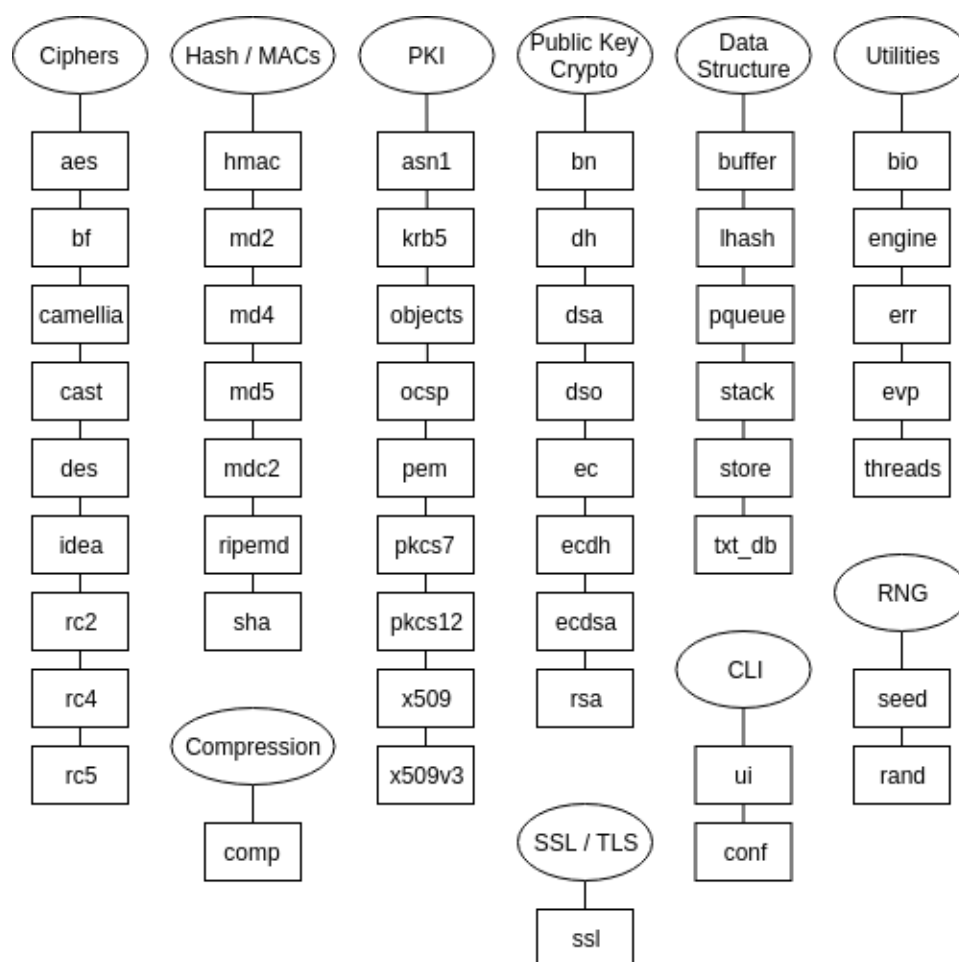 Ciphers
aes
bf
camellia
cast
des
idea
rc2
rc4
rc5
Hash / MACs
hmac
md2
md4
md5
mdc2
ripemd
sha
Compression
comp
PKI
asn1
krb5
objects
ocsp
pem
pkcs7
pkcs12
x509
x509v3
Public Key
Crypto
bn
dh
dsa
dso
ec
ecdh
ecdsa
rsa
SSL / TLS
ssl
Data
Structure
buffer
lhash
pqueue
stack
store
txt_db
CLI
ui
conf
Utilities
bio
engine
err
evp
threads
RNG
seed
rand